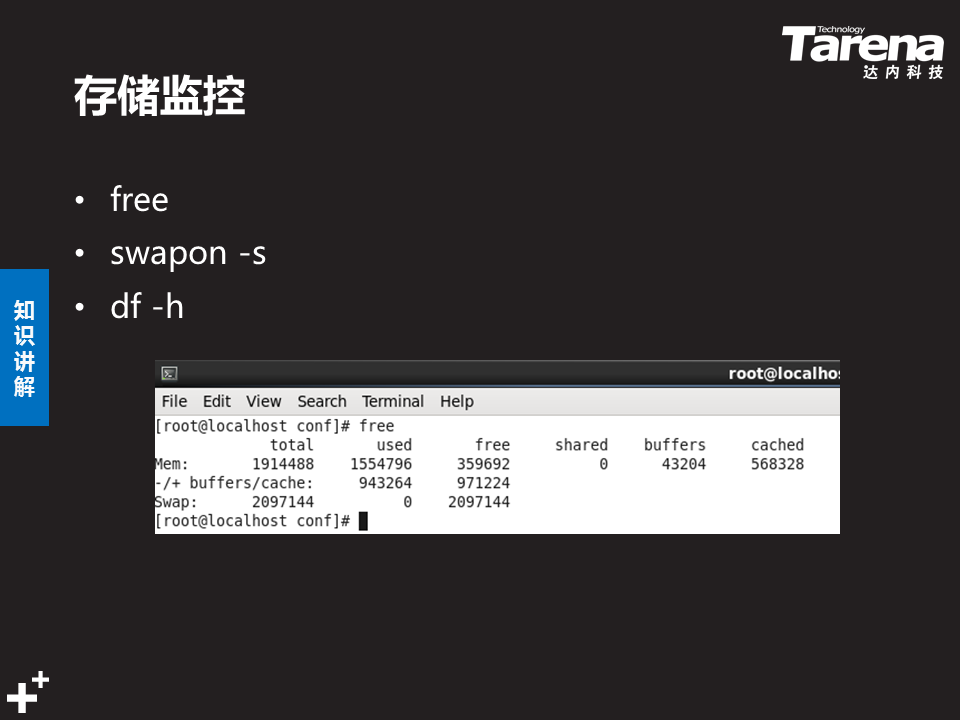 Technology
Tarena
达内科技
存储监控
• free
• swapon -s
• df -h
知识讲解
root@localhos
File Edit View Search Terminal Help
[root@localhost conf]# free
total used free shared buffers cached
Mem: 1914488 1554796 359692 0 43204 568328
-/+ buffers/cache: 943264 971224
Swap: 2097144 0 2097144
[root@localhost conf]#